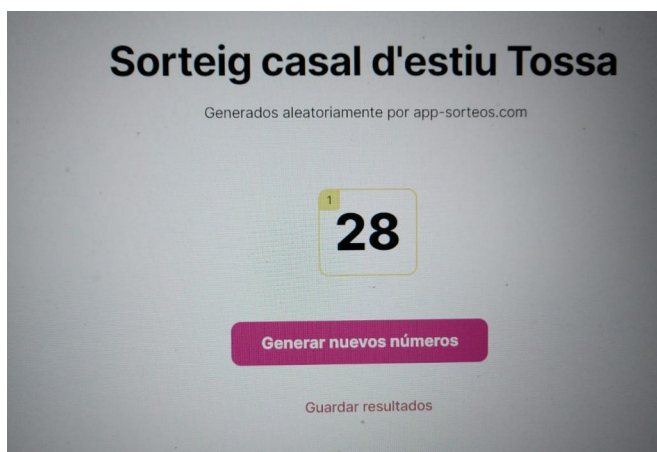 Sorteig casal d'estiu Tossa
Generados aleatoriamente por app-sorteos.com
1
28
Generar nuevos números
Guardar resultados